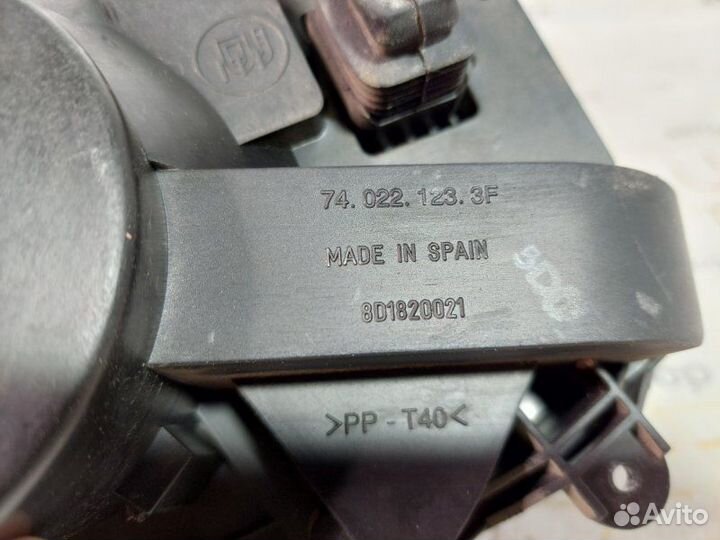 74.022.123.3F
MADE IN SPAIN
8D1820021
>PP-T40<
Avito